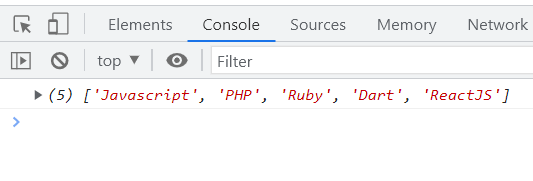 Elements Console Sources Memory Network
top Filter
(5) ['Javascript', 'PHP', 'Ruby', 'Dart', 'ReactJS']